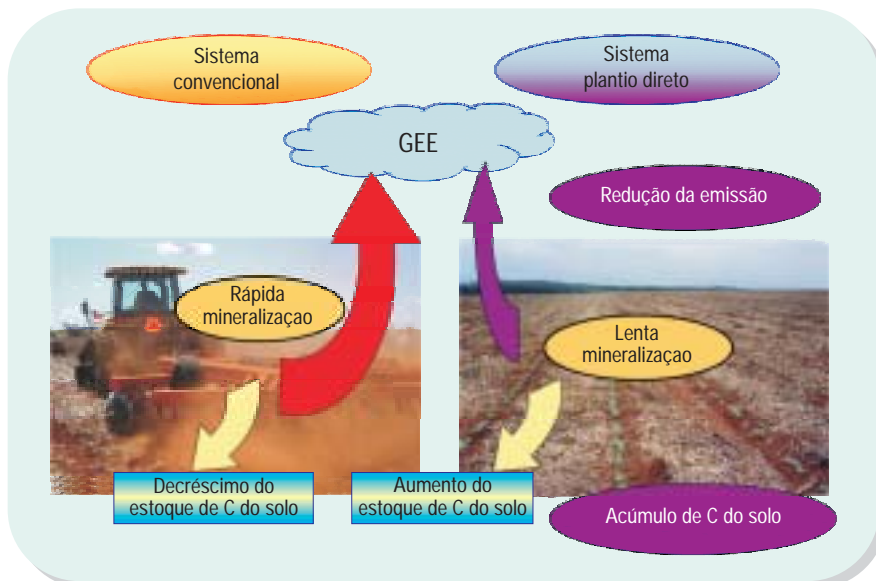 Sistema
convencional
Sistema
plantio direto
GEE
Redução da emissão
Rápida
mineralizaçao
Lenta
mineralizaçao
Decréscimo do
estoque de C do solo
Aumento do
estoque de C do solo
Acúmulo de C do solo